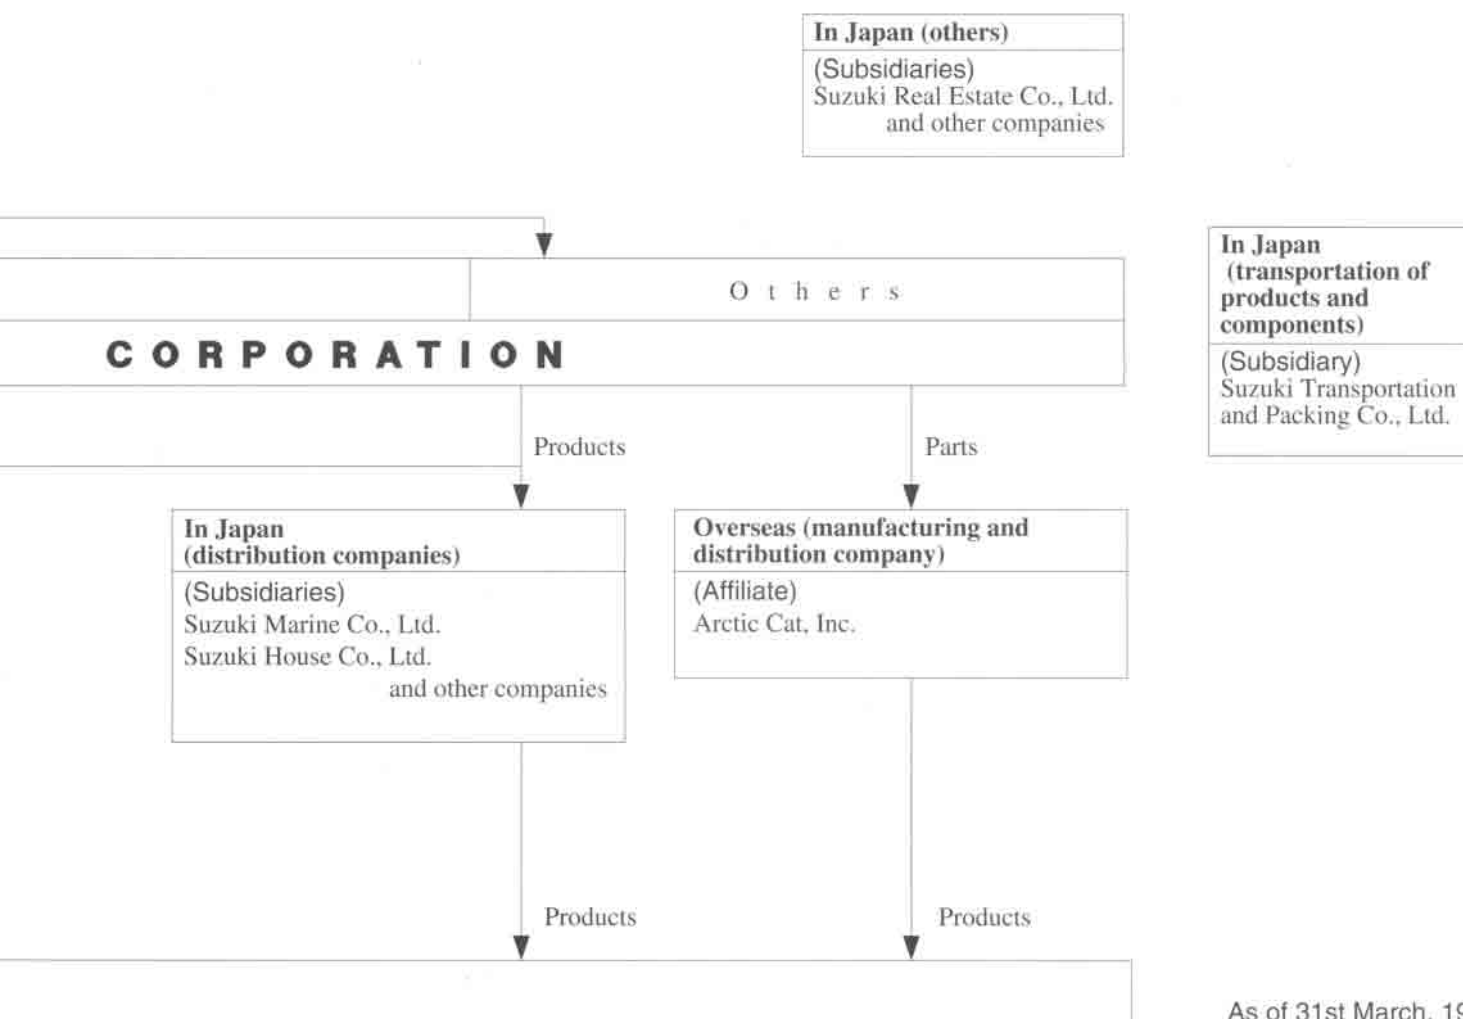 In Japan (others)
(Subsidiaries)
Suzuki Real Estate Co., Ltd.
and other companies
In Japan
(transportation of
products and
components)
(Subsidiary)
Suzuki Transportation
and Packing Co., Ltd.
Others
CORPORATION
Products
Parts
In Japan
(distribution companies)
(Subsidiaries)
Suzuki Marine Co., Ltd.
Suzuki House Co., Ltd.
and other companies
Overseas (manufacturing and
distribution company)
(Affiliate)
Arctic Cat, Inc.
Products
Products
As of 31st March, 19